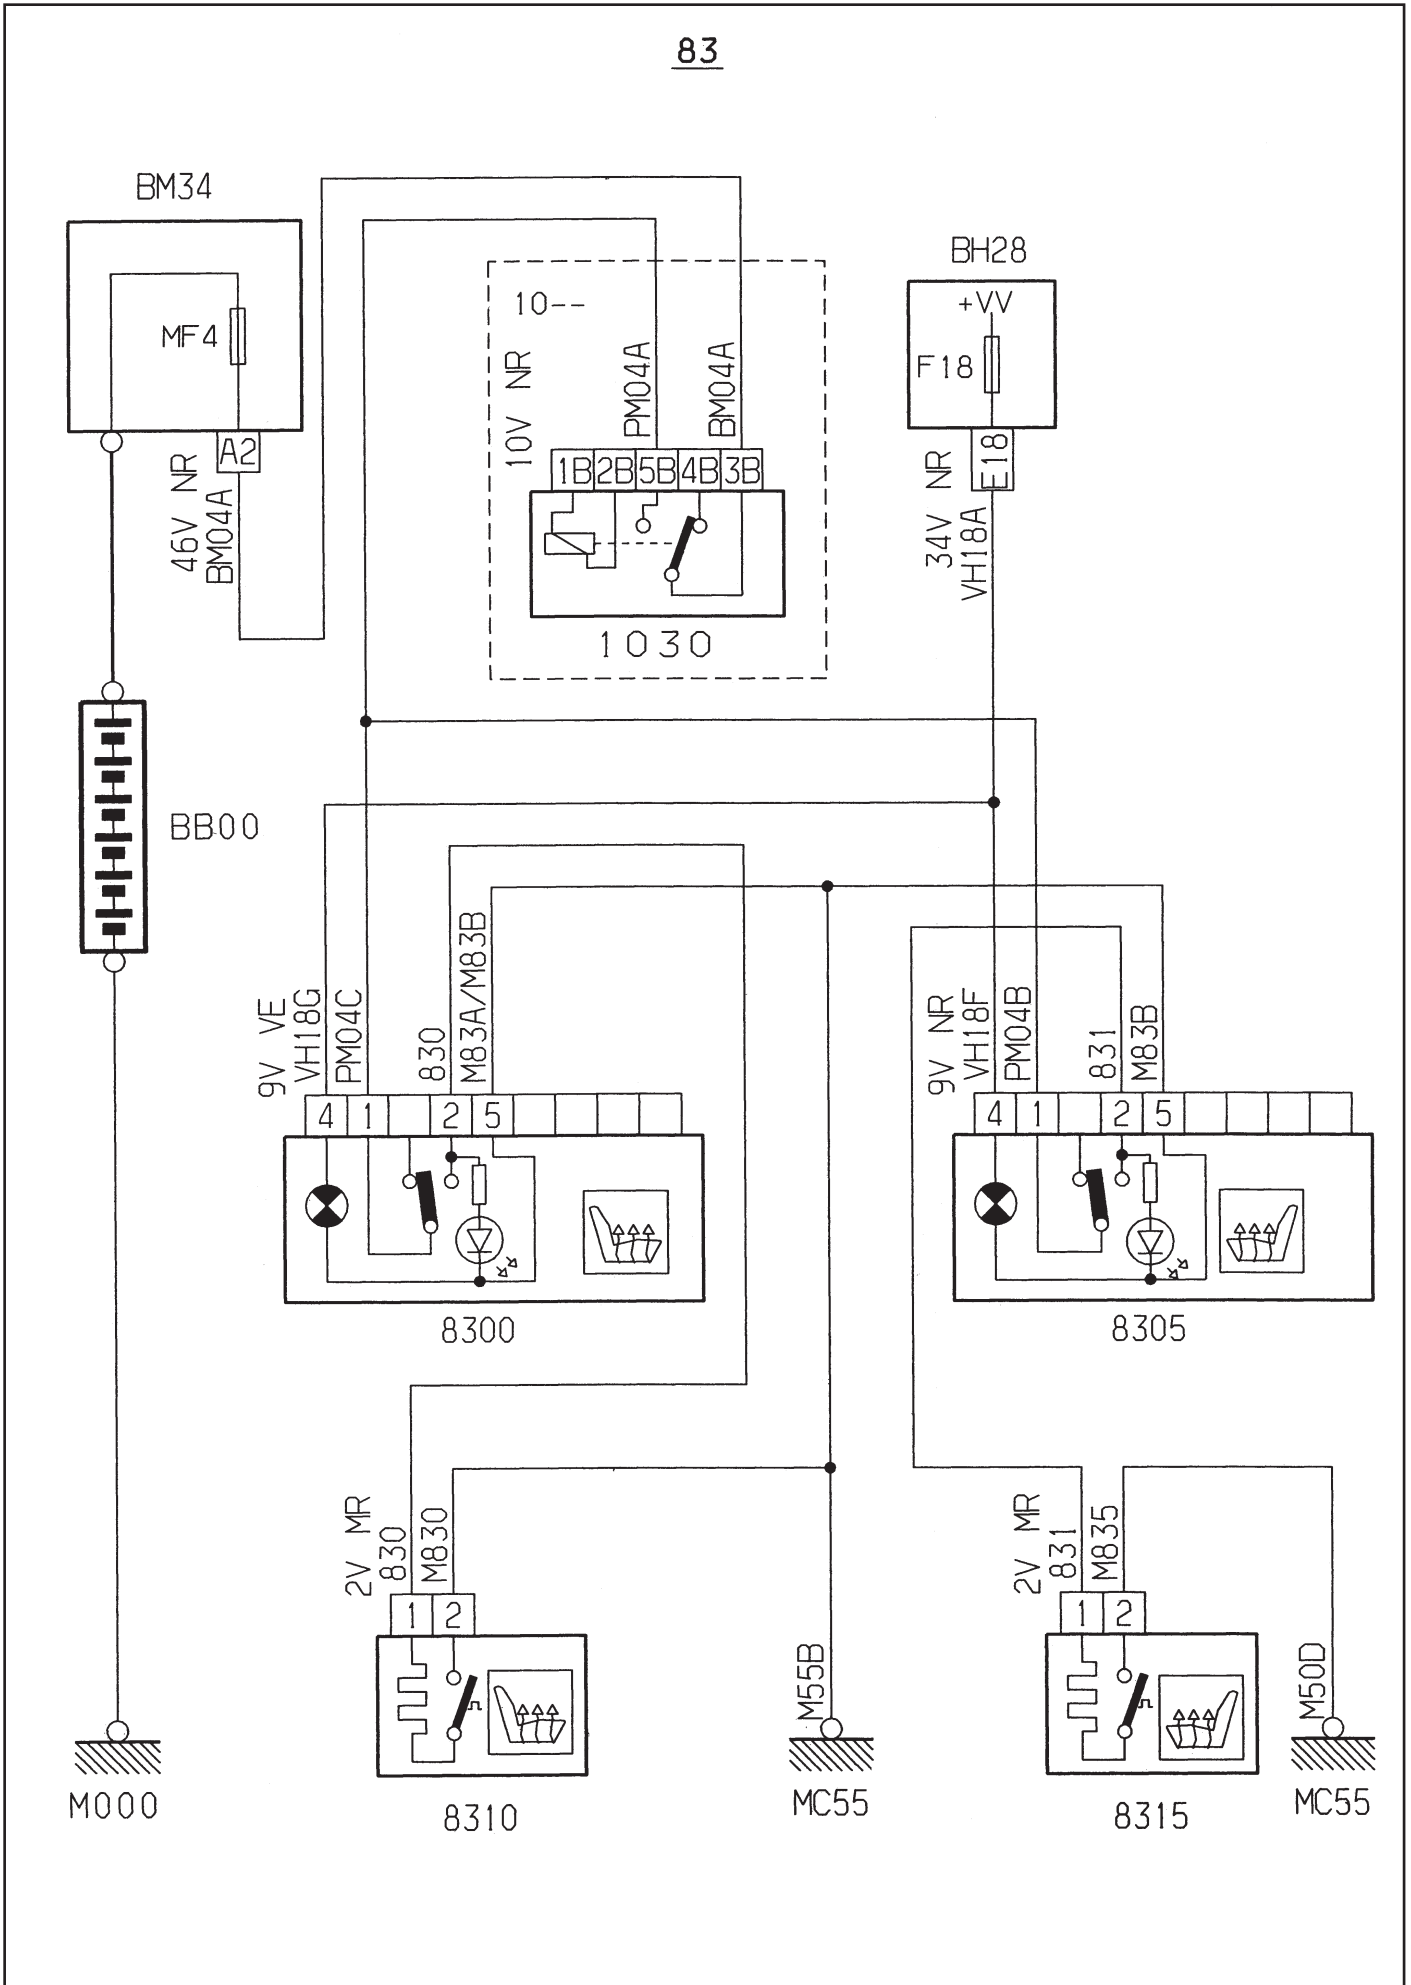 83
BM34
MF4
A2
46V NR
BM04A
10--
10V NR
PM04A
BM04A
1B 2B 5B 4B 3B
1030
BH28
+VV
F18
E18
34V NR
VH18A
BB00
9V VE
VH18G
PM04C
830
M83A/M83B
4 1 2 5
8300
9V NR
VH18F
PM04B
831
M83B
4 1 2 5
8305
2V MR
830
M830
1 2
8310
M55B
MC55
2V MR
831
M835
1 2
8315
M50D
MC55
M000